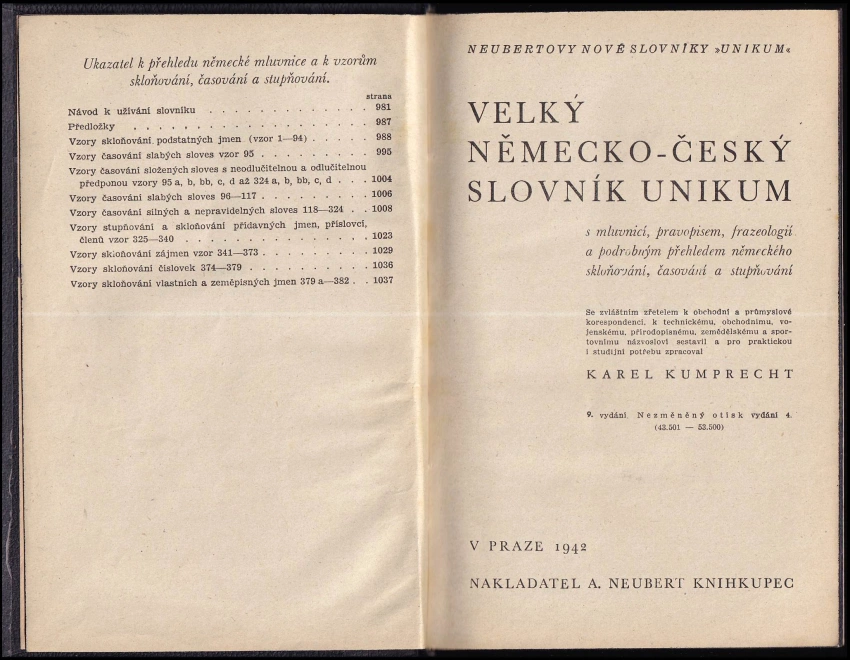 Ukazatel k přehledu německé mluvnice a k vzorům
skloňování, časování a stupňování.
strana
Návod k užívání slovníku . . . . . . . . . . . . . 981
Předložky . . . . . . . . . . . . . . . . . . 987
Vzory skloňování podstatných jmen (vzor 1—94) . . . . . 988
Vzory časování slabých sloves vzor 95 . . . . . . . . . 995
Vzory časování složených sloves s neodlučitelnou a odlučitelnou
předponou vzory 95 a, b, bb, c, d až 324 a, b, bb, c, d . . . 1004
Vzory časování slabých sloves 96—117 . . . . . . . . . 1006
Vzory časování silných a nepravidelných sloves 118—324 . . 1008
Vzory stupňování a skloňování přídavných jmen, příslovcí,
členů vzor 325—340 . . . . . . . . . . . . . . 1023
Vzory skloňování zájmen vzor 341—373 . . . . . . . . . 1029
Vzory skloňování číslovek 374—379 . . . . . . . . . . 1036
Vzory skloňování vlastních a zeměpisných jmen 379 a—382 . . 1037
NEUBERTOVY NOVÉ SLOVNÍKY »UNIKUM«
VELKÝ
NĚMECKO-ČESKÝ
SLOVNÍK UNIKUM
s mluvnicí, pravopisem, frazeologií
a podrobným přehledem německého
skloňování, časování a stupňování
Se zvláštním zřetelem k obchodní a průmyslové
korespondenci, k technickému, obchodnímu, vo-
jenskému, přírodopisnému, zemědělskému a spor-
tovnímu názvosloví sestavil a pro praktickou
i studijní potřebu zpracoval
KAREL KUMPRECHT
9. vydání. Nezměněný otisk vydání 4.
(43.501 — 53.500)
V PRAZE 1942
NAKLADATEL A. NEUBERT KNIHKUPEC